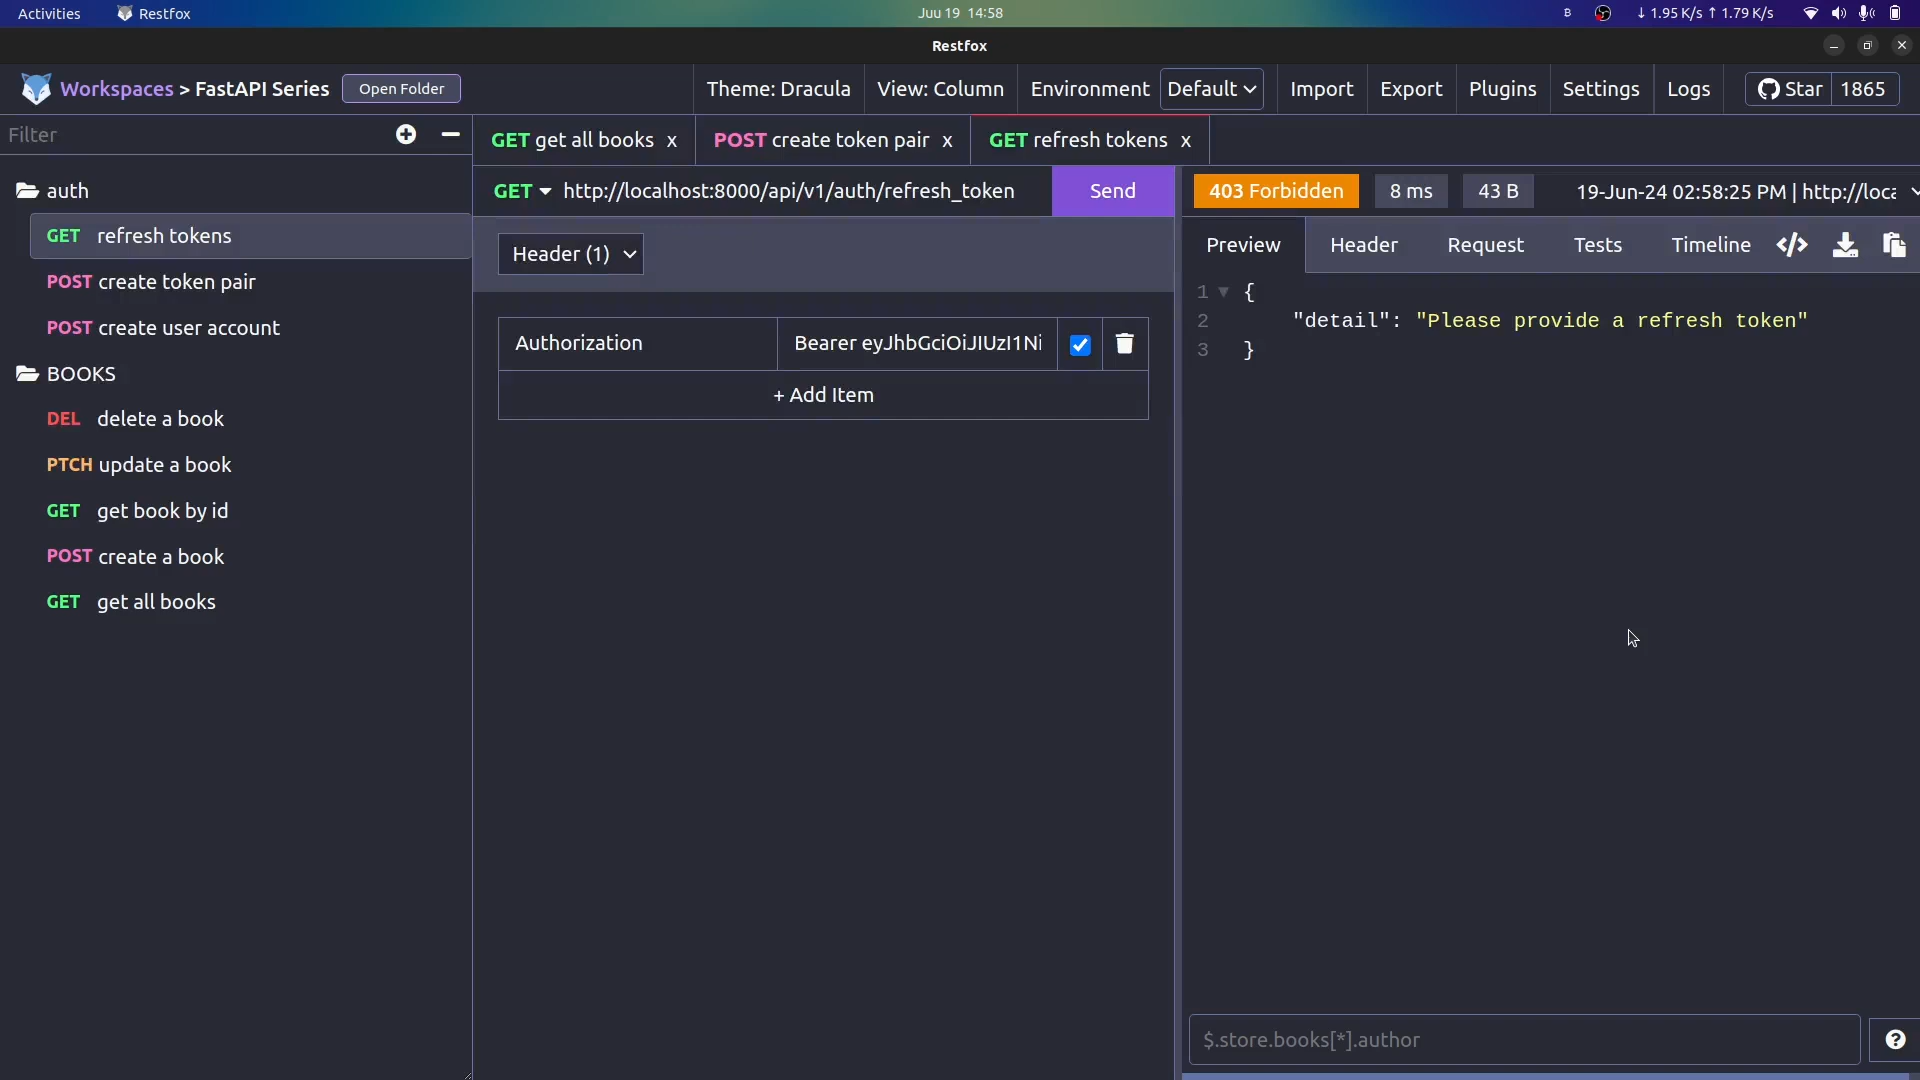 Activities Restfox Juu 19 14:58 ↓ 1.95 K/s ↑ 1.79 K/s
Restfox
Workspaces > FastAPI Series Open Folder Theme: Dracula View: Column Environment Default Import Export Plugins Settings Logs Star 1865
Filter
GET get all books x POST create token pair x GET refresh tokens x
auth
GET refresh tokens
POST create token pair
POST create user account
BOOKS
DEL delete a book
PTCH update a book
GET get book by id
POST create a book
GET get all books
GET http://localhost:8000/api/v1/auth/refresh_token Send
Header (1)
Authorization Bearer eyJhbGciOiJIUzI1Ni
+ Add Item
403 Forbidden 8 ms 43 B 19-Jun-24 02:58:25 PM | http://loca
Preview Header Request Tests Timeline
1 {
2 "detail": "Please provide a refresh token"
3 }
$.store.books[*].author